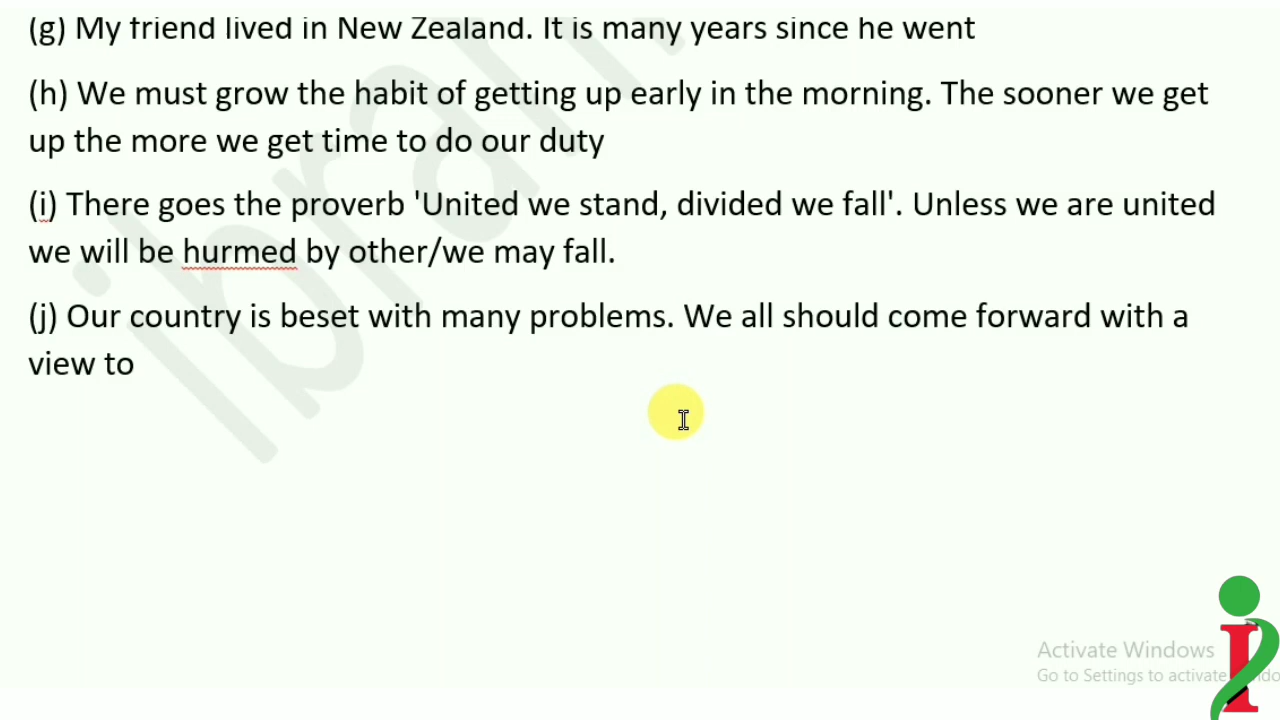 (g) My friend lived in New Zealand. It is many years since he went
(h) We must grow the habit of getting up early in the morning. The sooner we get
up the more we get time to do our duty
(i) There goes the proverb 'United we stand, divided we fall'. Unless we are united
we will be hurmed by other/we may fall.
(j) Our country is beset with many problems. We all should come forward with a
view to
Activate Windows
Go to Settings to activate